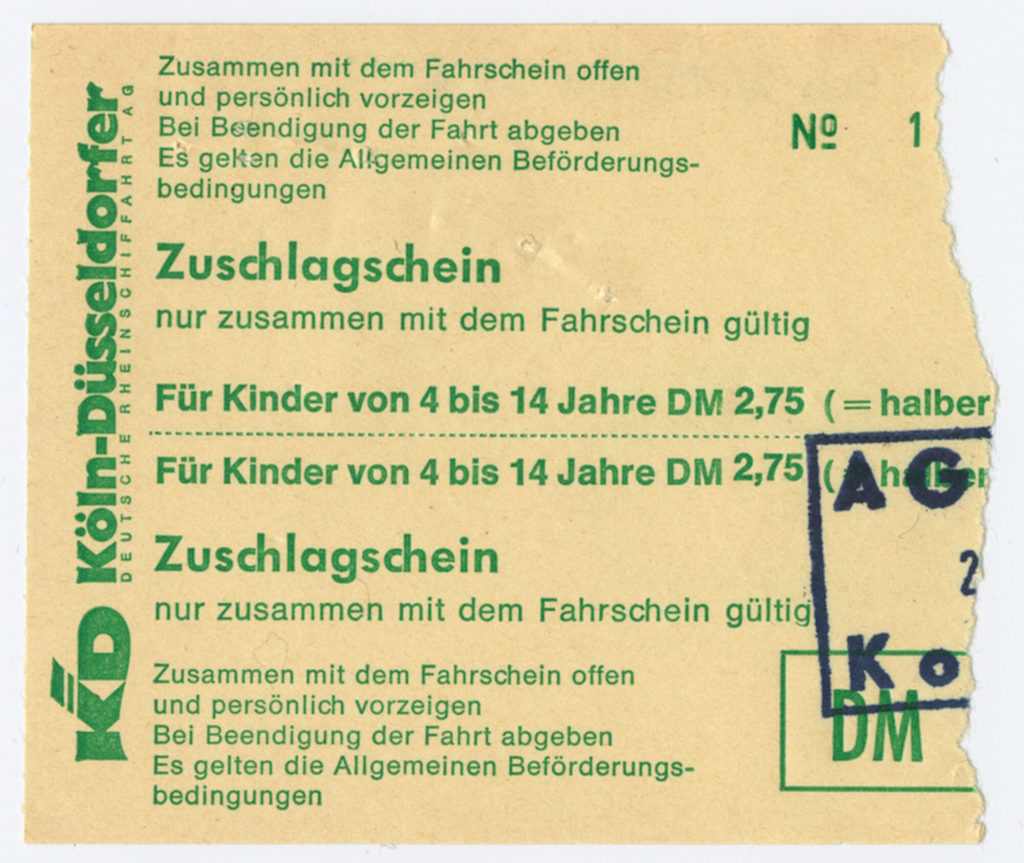 Zusammen mit dem Fahrschein offen
und persönlich vorzeigen
Bei Beendigung der Fahrt abgeben
Es gelten die Allgemeinen Beförderungs-
bedingungen
Nº 1
Zuschlagschein
nur zusammen mit dem Fahrschein gültig
Für Kinder von 4 bis 14 Jahre DM 2,75 (= halber
Für Kinder von 4 bis 14 Jahre DM 2,75 (= halber
Zuschlagschein
nur zusammen mit dem Fahrschein gültig
Zusammen mit dem Fahrschein offen
und persönlich vorzeigen
Bei Beendigung der Fahrt abgeben
Es gelten die Allgemeinen Beförderungs-
bedingungen
DM
AG
2
Ko
KD Köln-Düsseldorfer
DEUTSCHE RHEINSCHIFFAHRT AG